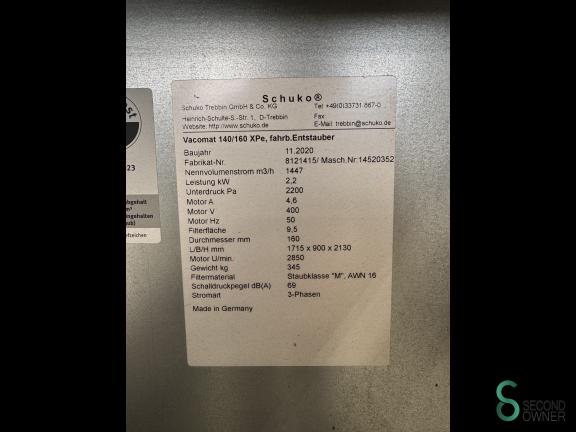 Schuko®
Schuko Trebbin GmbH & Co. KG Tel +49(0)33731 867-0
Heinrich-Schulte-S.-Str. 1, D-Trebbin Fax:
Website: http://www.schuko.de E-Mail: trebbin@schuko.de
Vacomat 140/160 XPe, fahrb.Entstauber
Baujahr 11.2020
Fabrikat-Nr. 8121415/ Masch.Nr:14520352
Nennvolumenstrom m3/h 1447
Leistung kW 2,2
Unterdruck Pa 2200
Motor A 4,6
Motor V 400
Motor Hz 50
Filterfläche 9,5
Durchmesser mm 160
L/B/H mm 1715 x 900 x 2130
Motor U/min. 2850
Gewicht kg 345
Filtermaterial Staubklasse "M", AWN 16
Schalldruckpegel dB(A) 69
Stromart 3-Phasen
Made in Germany
st
23
SECOND
OWNER